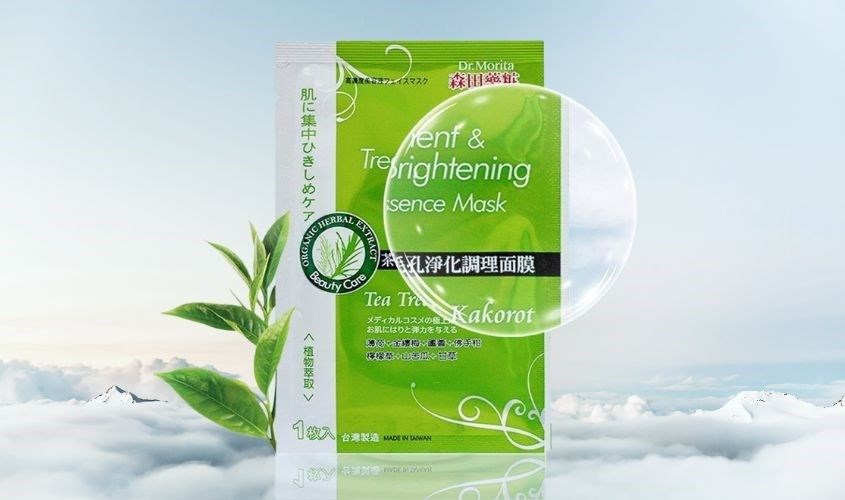 Dr.Morita
森田藥粧
高濃度美容液フェイスマスク
肌に集中ひきしめケア
ment &
Tre
Brightening
ssence Mask
ORGANIC HERBAL EXTRACT
Beauty Care
孔淨化調理面膜
Tea Tree
Kakorot
メディカルコスメの極上
お肌にはりと弾力を与える
薄荷+金縷梅+蘆薈+佛手柑
檸檬草+山苦瓜+甘草
<植物萃取>
1枚入
台灣製造
MADE IN TAIWAN